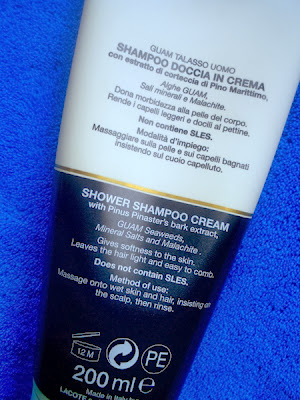 GUAM TALASSO UOMO
SHAMPOO DOCCIA IN CREMA
con estratto di corteccia di Pino Marittimo,
Alghe GUAM,
Sali minerali e Malachite.
Dona morbidezza alla pelle del corpo.
Rende i capelli leggeri e docili al pettine.
Non contiene SLES.
Modalità d'impiego:
Massaggiare sulla pelle e sui capelli bagnati
insistendo sul cuoio capelluto.
SHOWER SHAMPOO CREAM
with Pinus Pinaster's bark extract,
GUAM Seaweeds,
Mineral Salts and Malachite.
Gives softness to the skin.
Leaves the hair light and easy to comb.
Does not contain SLES.
Method of use:
Massage onto wet skin and hair, insisting on
the scalp, then rinse.
12 M
PE
200 ml e
Made in Italy
LACOTE